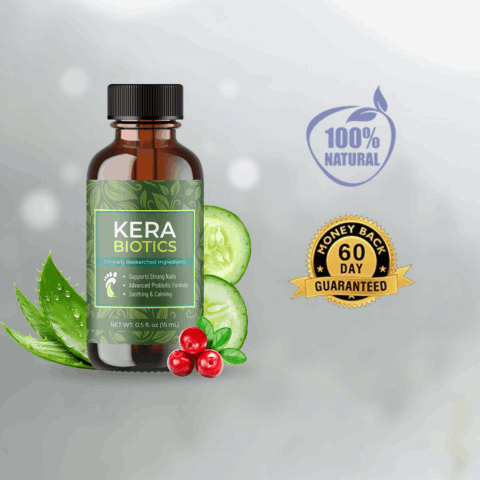 KERA
BIOTICS
Clinically Researched Ingredients
• Supports Strong Nails
• Advanced Probiotic Formula
• Soothing & Calming
NET WT. 0.5 fl. oz (15 mL)
100%
NATURAL
MONEY BACK
60
DAY
GUARANTEED